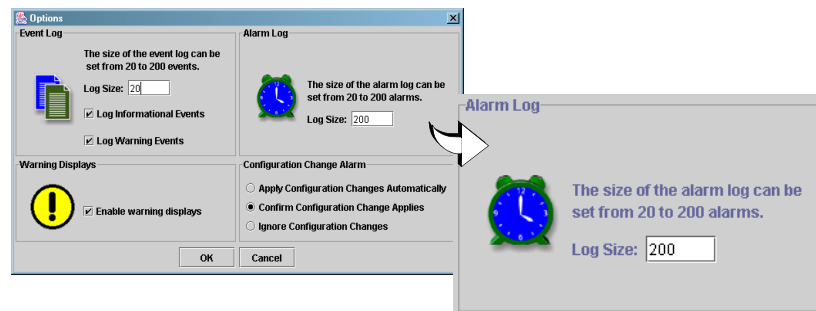 Options
Event Log
The size of the event log can be
set from 20 to 200 events.
Log Size: 20
Log Informational Events
Log Warning Events
Alarm Log
The size of the alarm log can be
set from 20 to 200 alarms.
Log Size: 200
Warning Displays
Enable warning displays
Configuration Change Alarm
Apply Configuration Changes Automatically
Confirm Configuration Change Applies
Ignore Configuration Changes
OK
Cancel
Alarm Log
12
3
6
9
The size of the alarm log can be
set from 20 to 200 alarms.
Log Size: 200